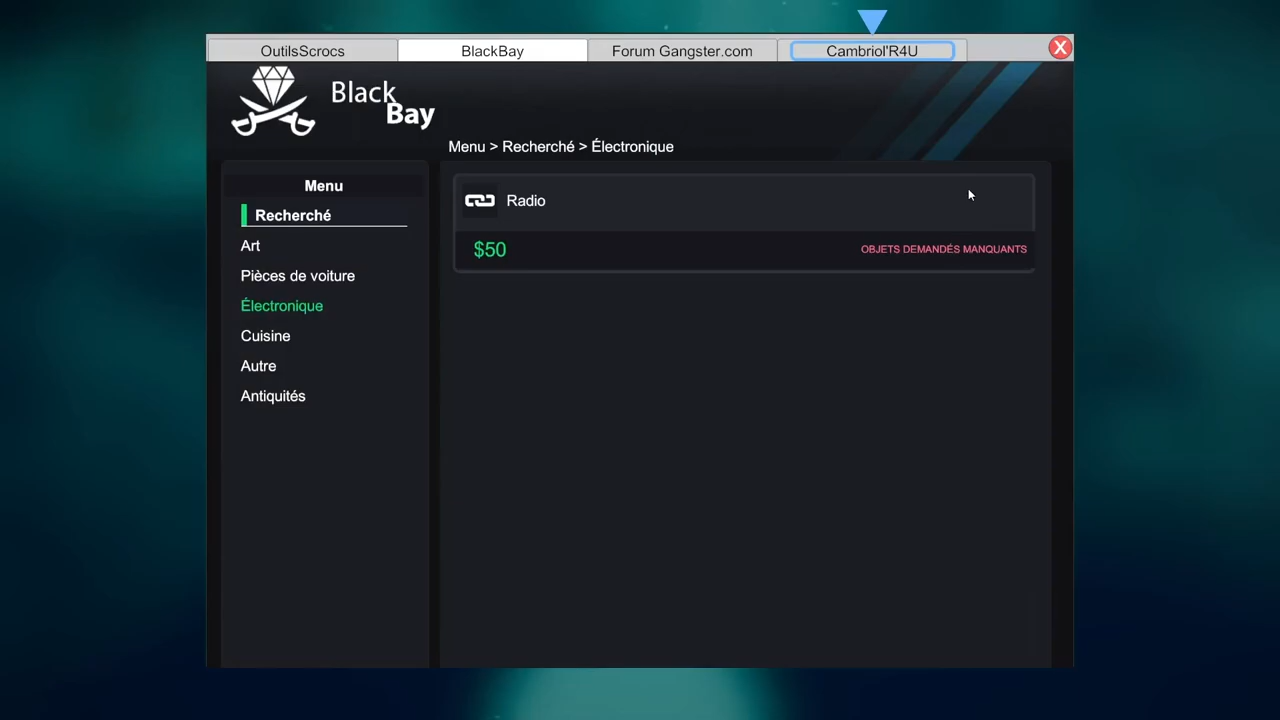 OutilsScrocs
BlackBay
Forum Gangster.com
Cambriol'R4U
X
Black
Bay
Menu > Recherché > Électronique
Menu
Recherché
Art
Pièces de voiture
Électronique
Cuisine
Autre
Antiquités
Radio
$50
OBJETS DEMANDÉS MANQUANTS